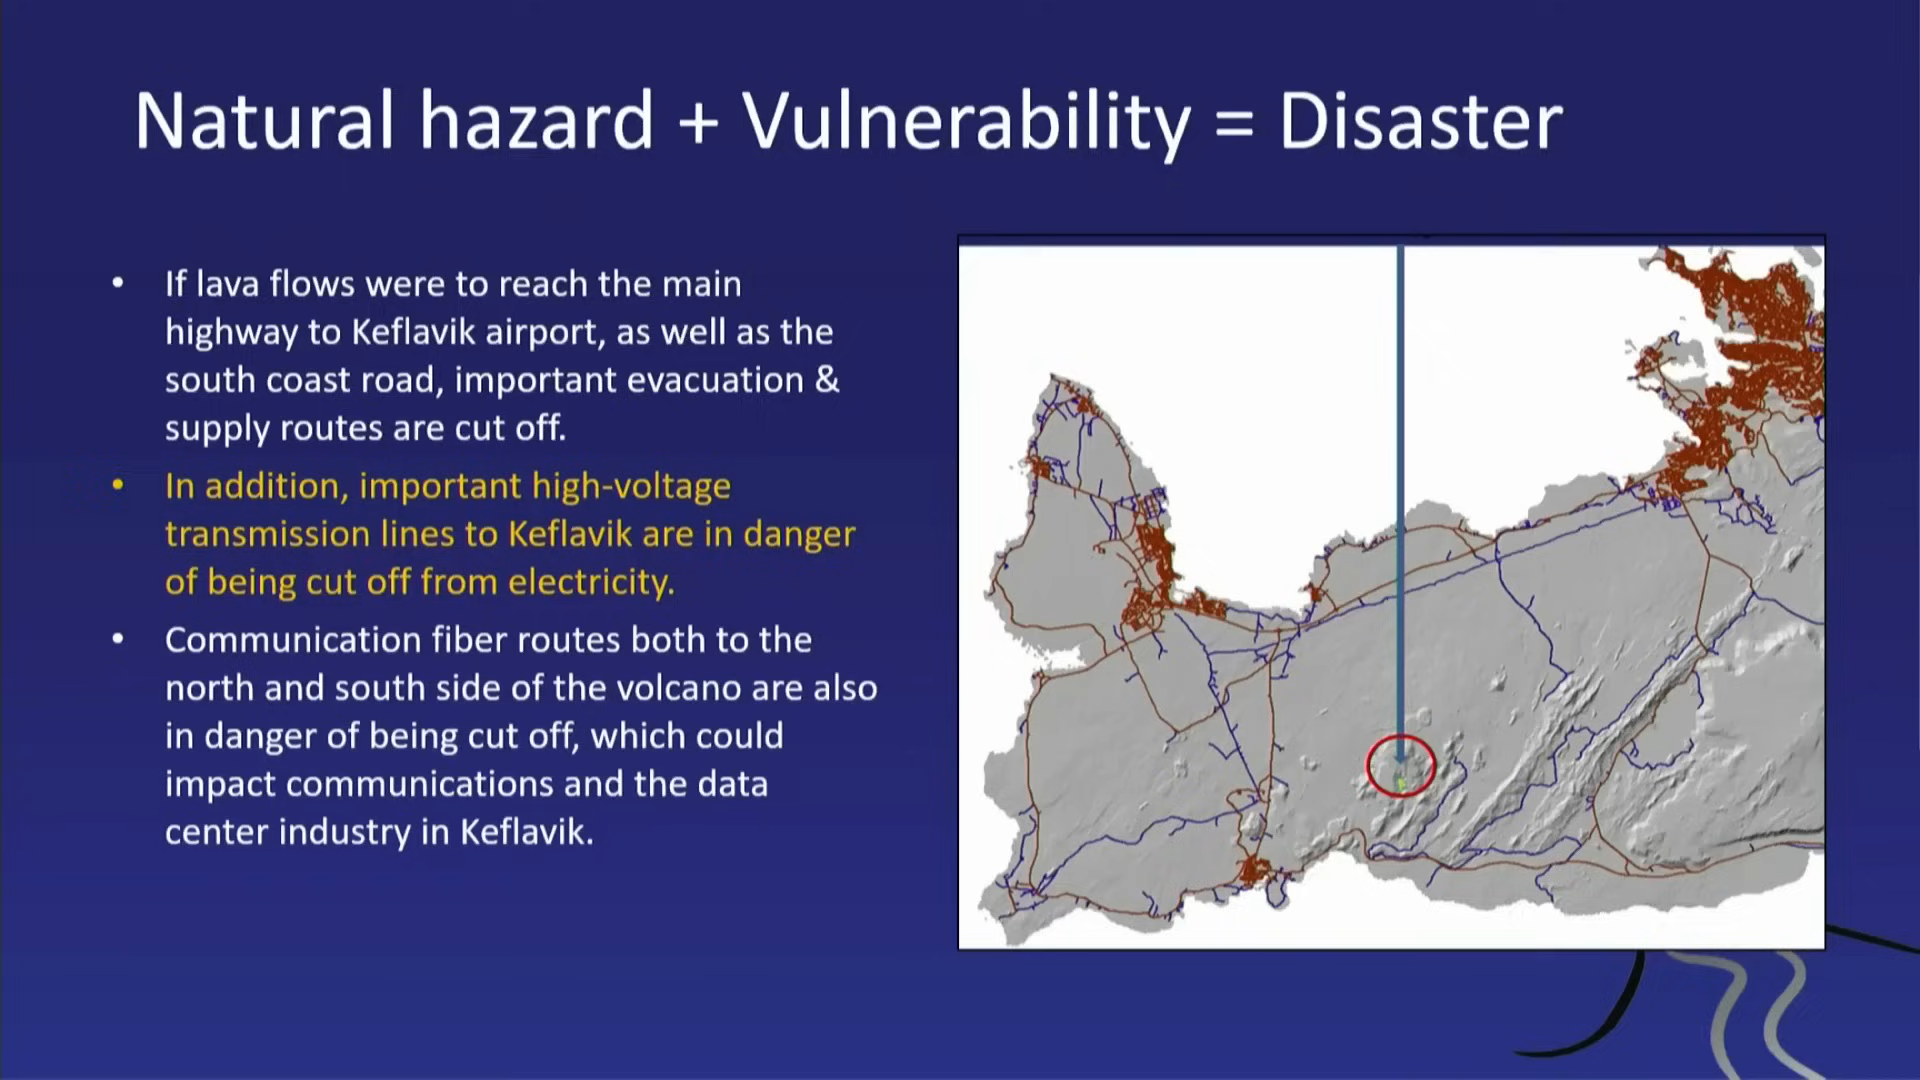 Natural hazard + Vulnerability = Disaster
• If lava flows were to reach the main
highway to Keflavik airport, as well as the
south coast road, important evacuation &
supply routes are cut off.
• In addition, important high-voltage
transmission lines to Keflavik are in danger
of being cut off from electricity.
• Communication fiber routes both to the
north and south side of the volcano are also
in danger of being cut off, which could
impact communications and the data
center industry in Keflavik.